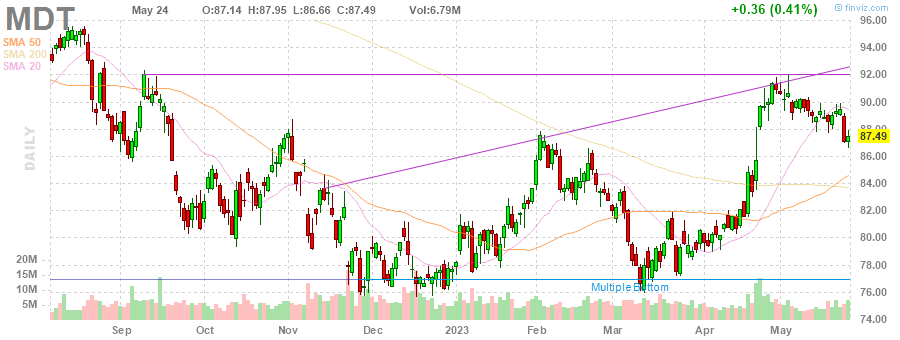 © finviz.com
MDT May 24 O:87.14 H:87.95 L:86.66 C:87.49 Vol:6.79M +0.36 (0.41%)
SMA 50
SMA 200
SMA 20
DAILY
96.00
94.00
92.00
90.00
88.00
87.49
86.00
84.00
82.00
80.00
78.00
76.00
74.00
20M
15M
10M
5M
Multiple Bottom
Sep Oct Nov Dec 2023 Feb Mar Apr May